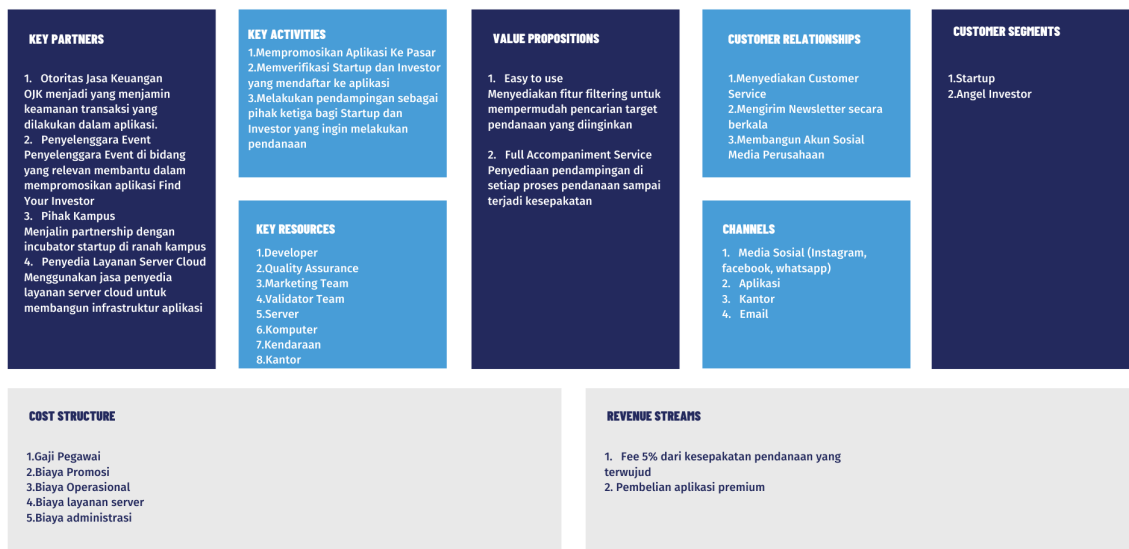 KEY PARTNERS
1. Otoritas Jasa Keuangan
OJK menjadi yang menjamin
keamanan transaksi yang
dilakukan dalam aplikasi.
2. Penyelenggara Event
Penyelenggara Event di bidang
yang relevan membantu dalam
mempromosikan aplikasi Find
Your Investor
3. Pihak Kampus
Menjalin partnership dengan
incubator startup di ranah kampus
4. Penyedia Layanan Server Cloud
Menggunakan jasa penyedia
layanan server cloud untuk
membangun infrastruktur aplikasi
KEY ACTIVITIES
1.Mempromosikan Aplikasi Ke Pasar
2.Memverifikasi Startup dan Investor
yang mendaftar ke aplikasi
3.Melakukan pendampingan sebagai
pihak ketiga bagi Startup dan
Investor yang ingin melakukan
pendanaan
KEY RESOURCES
1.Developer
2.Quality Assurance
3.Marketing Team
4.Validator Team
5.Server
6.Komputer
7.Kendaraan
8.Kantor
VALUE PROPOSITIONS
1. Easy to use
Menyediakan fitur filtering untuk
mempermudah pencarian target
pendanaan yang diinginkan
2. Full Accompaniment Service
Penyediaan pendampingan di
setiap proses pendanaan sampai
terjadi kesepakatan
CUSTOMER RELATIONSHIPS
1.Menyediakan Customer
Service
2.Mengirim Newsletter secara
berkala
3.Membangun Akun Sosial
Media Perusahaan
CHANNELS
1. Media Sosial (Instagram,
facebook, whatsapp)
2. Aplikasi
3. Kantor
4. Email
CUSTOMER SEGMENTS
1.Startup
2.Angel Investor
COST STRUCTURE
1.Gaji Pegawai
2.Biaya Promosi
3.Biaya Operasional
4.Biaya layanan server
5.Biaya administrasi
REVENUE STREAMS
1. Fee 5% dari kesepakatan pendanaan yang
terwujud
2. Pembelian aplikasi premium